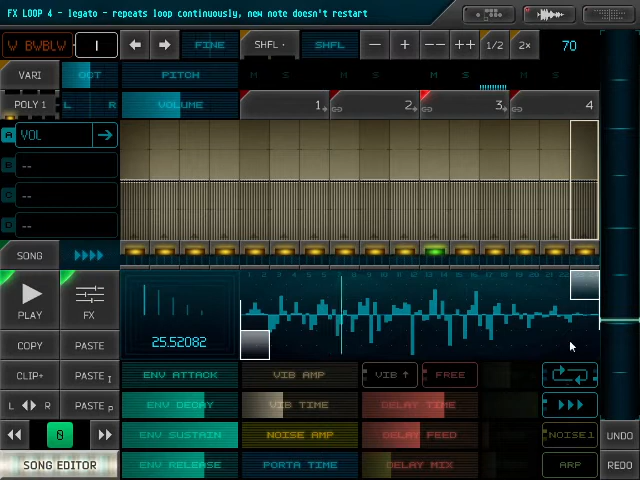 FX LOOP 4 - legato - repeats loop continuously, new note doesn't restart
W BWBLW I FINE SHFL · SHFL — + —— ++ 1/2 2× 70
VARI OCT PITCH M S M S M S M S
POLY 1 L R VOLUME 1 2 3 4
A VOL
B --
C --
D --
SONG
PLAY FX
25.52082
COPY PASTE
CLIP+ PASTE I
L R PASTE P
0
SONG EDITOR
ENV ATTACK VIB AMP VIB ↑ FREE
ENV DECAY VIB TIME DELAY TIME
ENV SUSTAIN NOISE AMP DELAY FEED NOISE1 UNDO
ENV RELEASE PORTA TIME DELAY MIX ARP REDO